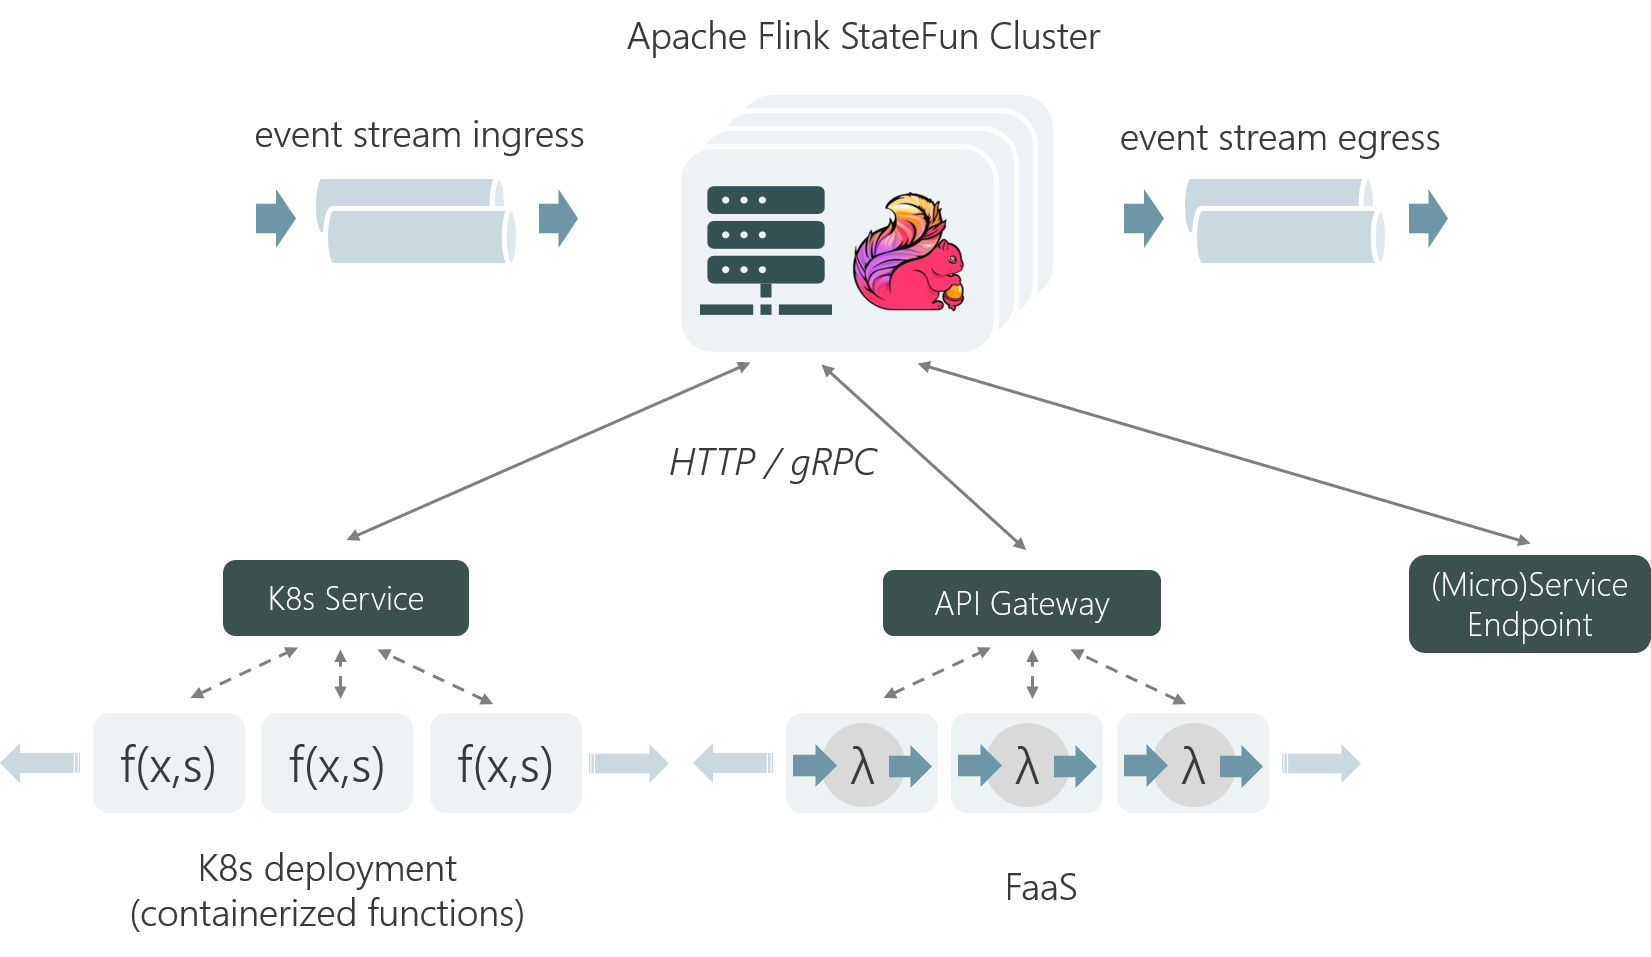 Apache Flink StateFun Cluster
event stream ingress
event stream egress
HTTP / gRPC
K8s Service
API Gateway
(Micro)Service
Endpoint
f(x,s)
f(x,s)
f(x,s)
λ
λ
λ
K8s deployment
(containerized functions)
FaaS